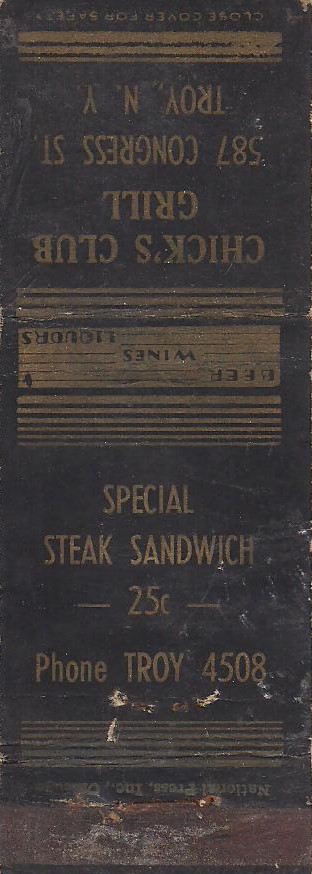 CLOSE COVER FOR SAFETY
CHICK'S CLUB
GRILL
587 CONGRESS ST.
TROY, N. Y.
BEER
WINES
LIQUORS
SPECIAL
STEAK SANDWICH
— 25c —
Phone TROY 4508
National Press, Inc., Chicago